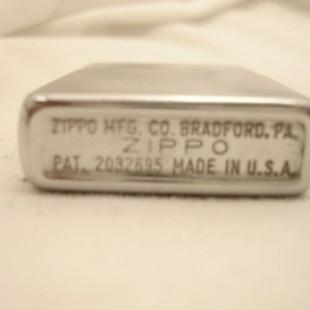 ZIPPO MFG. CO. BRADFORD, PA.
ZIPPO
PAT. 2032695 MADE IN U.S.A.